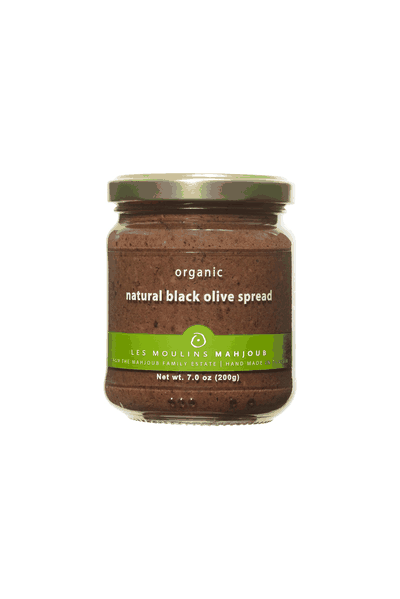 organic
natural black olive spread
LES MOULINS MAHJOUB
THE MAHJOUB FAMILY ESTATE | HAND MADE
Net wt. 7.0 oz (200g)